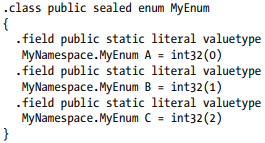 .class public sealed enum MyEnum
{
  .field public static literal valuetype
   MyNamespace.MyEnum A = int32(0)
  .field public static literal valuetype
   MyNamespace.MyEnum B = int32(1)
  .field public static literal valuetype
   MyNamespace.MyEnum C = int32(2)
}